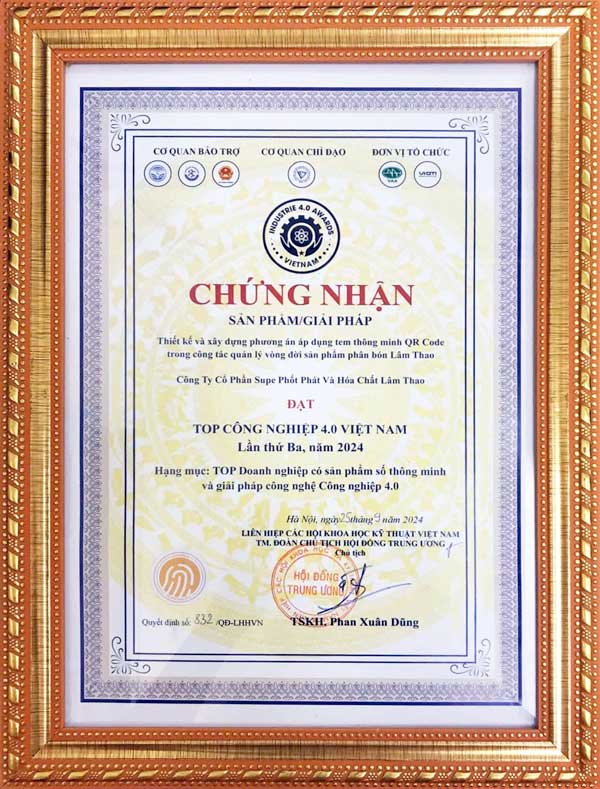 CƠ QUAN BẢO TRỢ CƠ QUAN CHỈ ĐẠO ĐƠN VỊ TỔ CHỨC
VAA
INDUSTRIE 4.0 AWARDS
VIETNAM
CHỨNG NHẬN
SẢN PHẨM/GIẢI PHÁP
Thiết kế và xây dựng phương án áp dụng tem thông minh QR Code
trong công tác quản lý vòng đời sản phẩm phân bón Lâm Thao
Công Ty Cổ Phần Supe Phốt Phát Và Hóa Chất Lâm Thao
ĐẠT
TOP CÔNG NGHIỆP 4.0 VIỆT NAM
Lần thứ Ba, năm 2024
Hạng mục: TOP Doanh nghiệp có sản phẩm số thông minh
và giải pháp công nghệ Công nghiệp 4.0
Hà Nội, ngày 25 tháng 9 năm 2024
LIÊN HIỆP CÁC HỘI KHOA HỌC KỸ THUẬT VIỆT NAM
TM. ĐOÀN CHỦ TỊCH HỘI ĐỒNG TRUNG ƯƠNG
Chủ tịch
HỘI ĐỒNG
TRUNG ƯƠNG
Quyết định số: 832 /QĐ-LHHVN TSKH. Phan Xuân Dũng